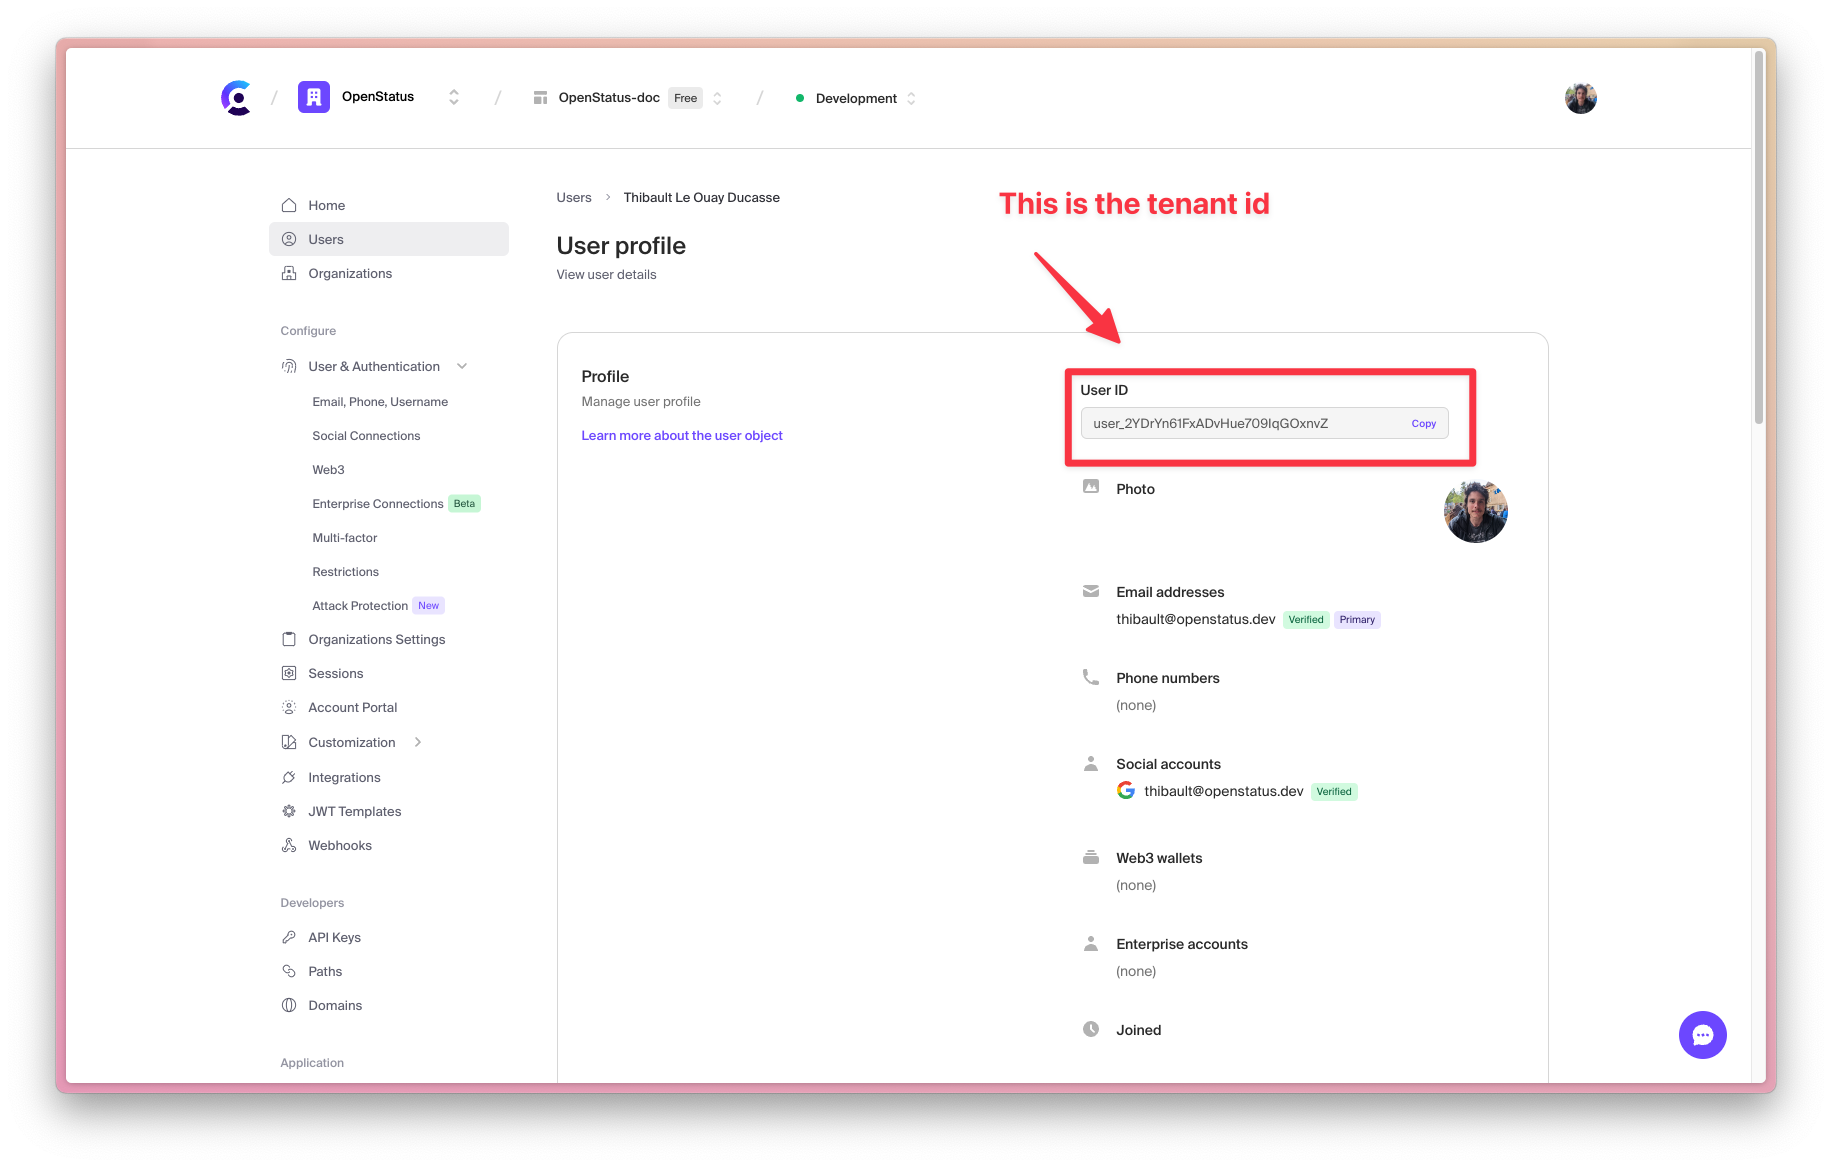 OpenStatus
OpenStatus-doc Free
Development
Home
Users
Organizations
Configure
User & Authentication
Email, Phone, Username
Social Connections
Web3
Enterprise Connections Beta
Multi-factor
Restrictions
Attack Protection New
Organizations Settings
Sessions
Account Portal
Customization
Integrations
JWT Templates
Webhooks
Developers
API Keys
Paths
Domains
Application
Users > Thibault Le Ouay Ducasse
This is the tenant id
User profile
View user details
Profile
Manage user profile
Learn more about the user object
User ID
user_2YDrYn61FxADvHue709IqGOxnvZ Copy
Photo
Email addresses
thibault@openstatus.dev Verified Primary
Phone numbers
(none)
Social accounts
thibault@openstatus.dev Verified
Web3 wallets
(none)
Enterprise accounts
(none)
Joined